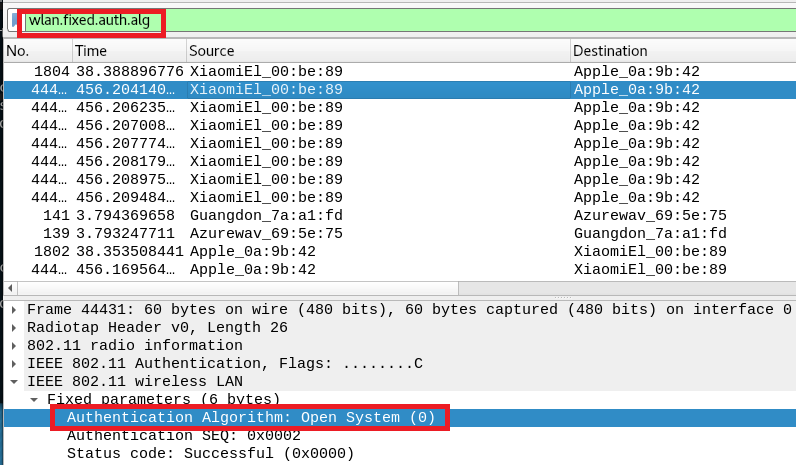 wlan.fixed.auth.alg
No. Time Source Destination
1804 38.388896776 XiaomiEl_00:be:89 Apple_0a:9b:42
444… 456.204140… XiaomiEl_00:be:89 Apple_0a:9b:42
444… 456.206235… XiaomiEl_00:be:89 Apple_0a:9b:42
444… 456.207008… XiaomiEl_00:be:89 Apple_0a:9b:42
444… 456.207774… XiaomiEl_00:be:89 Apple_0a:9b:42
444… 456.208179… XiaomiEl_00:be:89 Apple_0a:9b:42
444… 456.208975… XiaomiEl_00:be:89 Apple_0a:9b:42
444… 456.209484… XiaomiEl_00:be:89 Apple_0a:9b:42
141 3.794369658 Guangdon_7a:a1:fd Azurewav_69:5e:75
139 3.793247711 Azurewav_69:5e:75 Guangdon_7a:a1:fd
1802 38.353508441 Apple_0a:9b:42 XiaomiEl_00:be:89
444… 456.169564… Apple_0a:9b:42 XiaomiEl_00:be:89
Frame 44431: 60 bytes on wire (480 bits), 60 bytes captured (480 bits) on interface 0
Radiotap Header v0, Length 26
802.11 radio information
IEEE 802.11 Authentication, Flags: ........C
IEEE 802.11 wireless LAN
Fixed parameters (6 bytes)
Authentication Algorithm: Open System (0)
Authentication SEQ: 0x0002
Status code: Successful (0x0000)